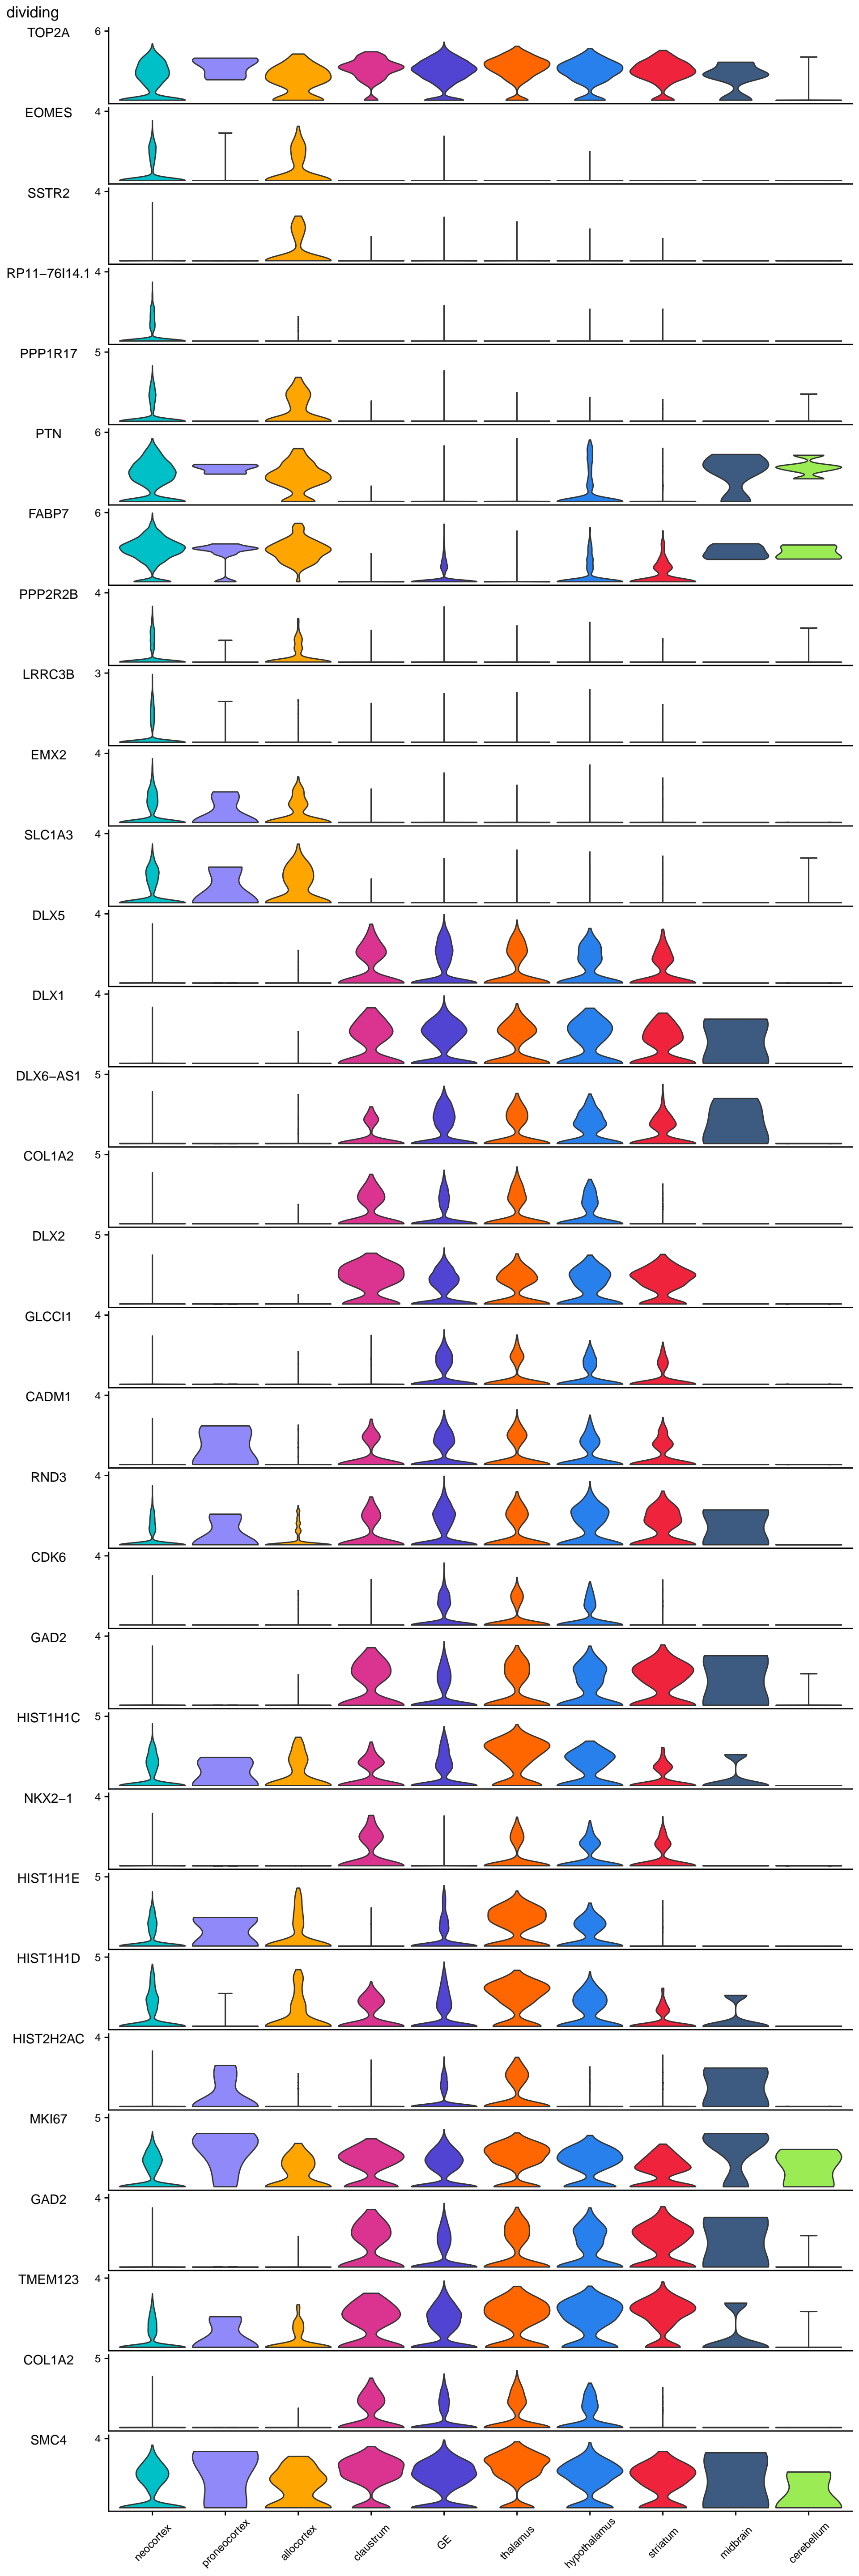 dividing
TOP2A 6
EOMES 4
SSTR2 4
RP11−76I14.1 4
PPP1R17 5
PTN 6
FABP7 6
PPP2R2B 4
LRRC3B 3
EMX2 4
SLC1A3 4
DLX5 4
DLX1 4
DLX6−AS1 5
COL1A2 5
DLX2 5
GLCCI1 4
CADM1 4
RND3 4
CDK6 4
GAD2 4
HIST1H1C 5
NKX2−1 4
HIST1H1E 5
HIST1H1D 5
HIST2H2AC 4
MKI67 5
GAD2 4
TMEM123 4
COL1A2 5
SMC4 4
neocortex proneocortex allocortex claustrum GE thalamus hypothalamus striatum midbrain cerebellum